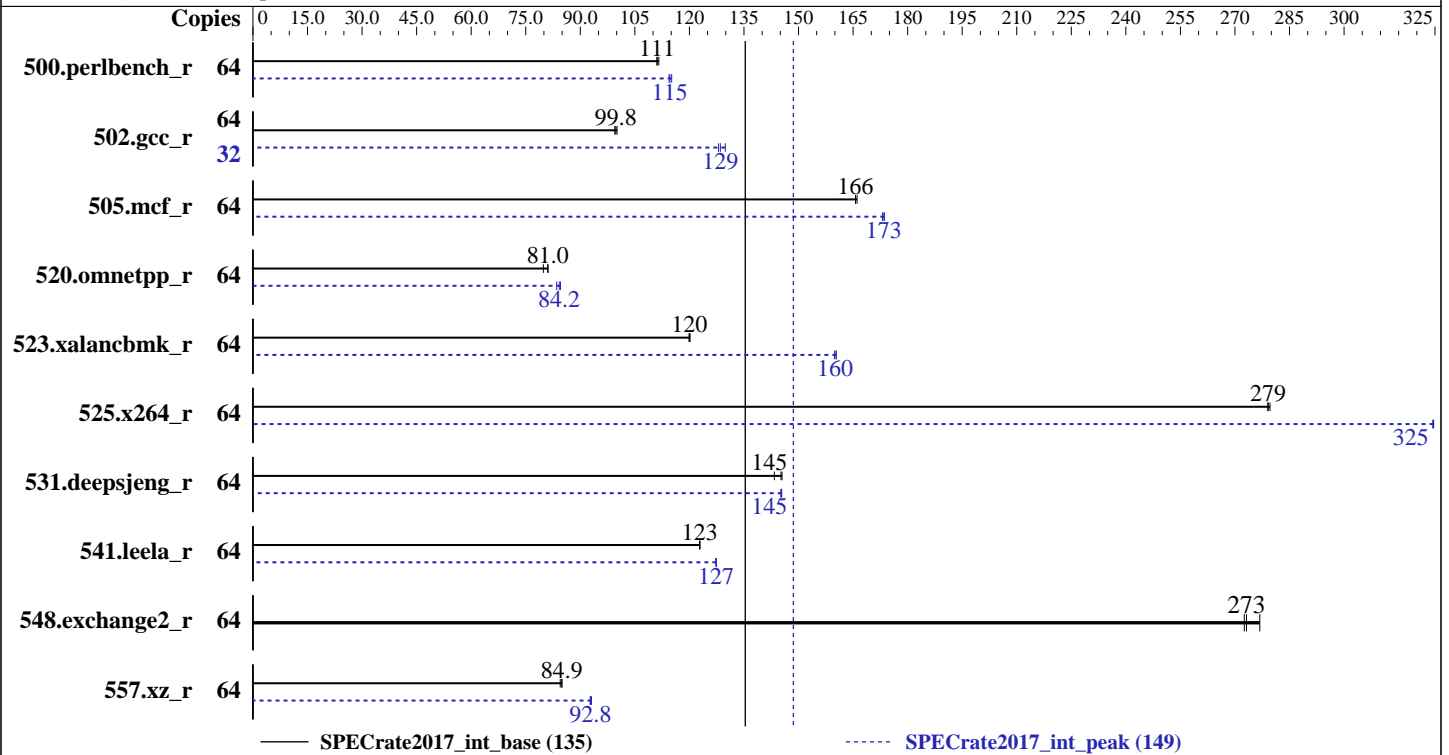 Copies 0 15.0 30.0 45.0 60.0 75.0 90.0 105 120 135 150 165 180 195 210 225 240 255 270 285 300 325
111
500.perlbench_r 64
115
64 99.8
502.gcc_r
32 129
166
505.mcf_r 64
173
81.0
520.omnetpp_r 64
84.2
120
523.xalancbmk_r 64
160
279
525.x264_r 64
325
145
531.deepsjeng_r 64
145
123
541.leela_r 64
127
273
548.exchange2_r 64
84.9
557.xz_r 64
92.8
SPECrate2017_int_base (135) SPECrate2017_int_peak (149)